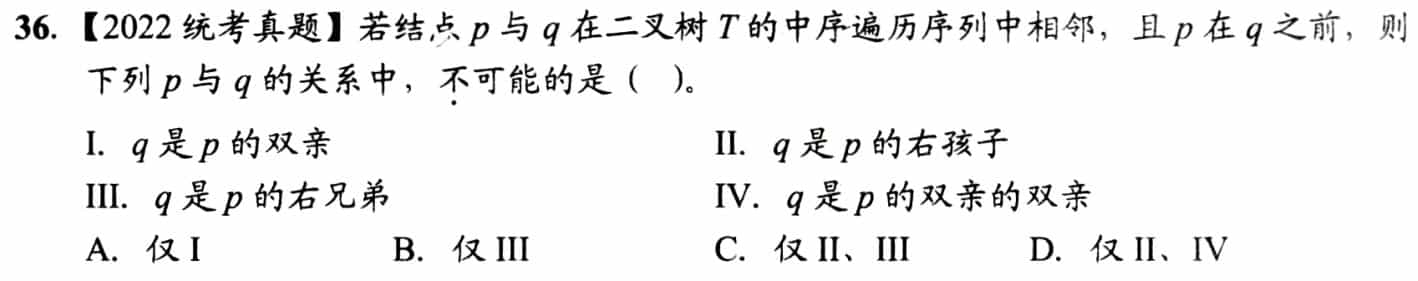 36.【2022 统考真题】若结点 p 与 q 在二叉树 T 的中序遍历序列中相邻，且 p 在 q 之前，则
下列 p 与 q 的关系中，不可能的是（ ）。
I. q 是 p 的双亲 II. q 是 p 的右孩子
III. q 是 p 的右兄弟 IV. q 是 p 的双亲的双亲
A. 仅 I B. 仅 III C. 仅 II、III D. 仅 II、IV